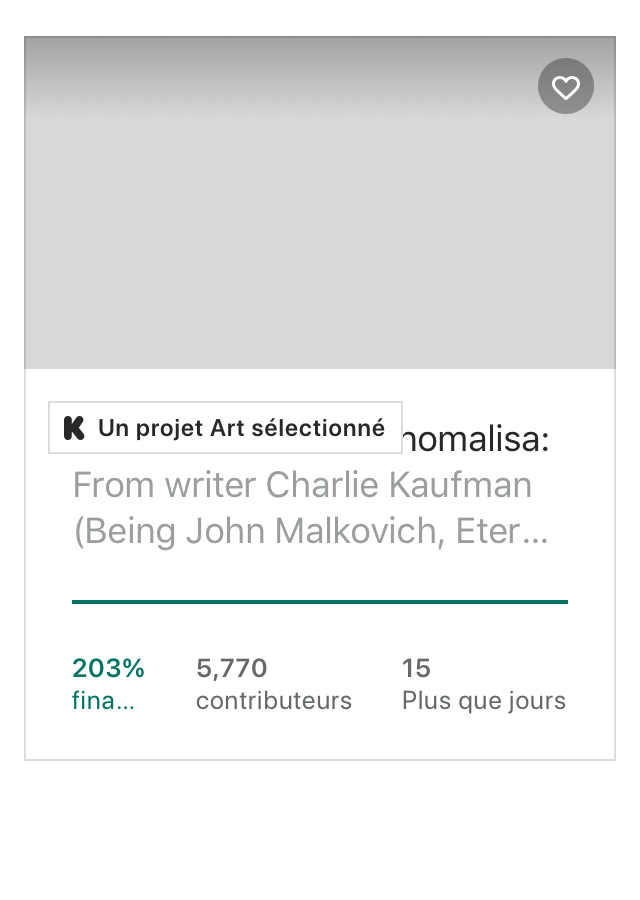 Un projet Art sélectionné
nomalisa:
From writer Charlie Kaufman
(Being John Malkovich, Eter…
203%
5,770
15
fina…
contributeurs
Plus que jours